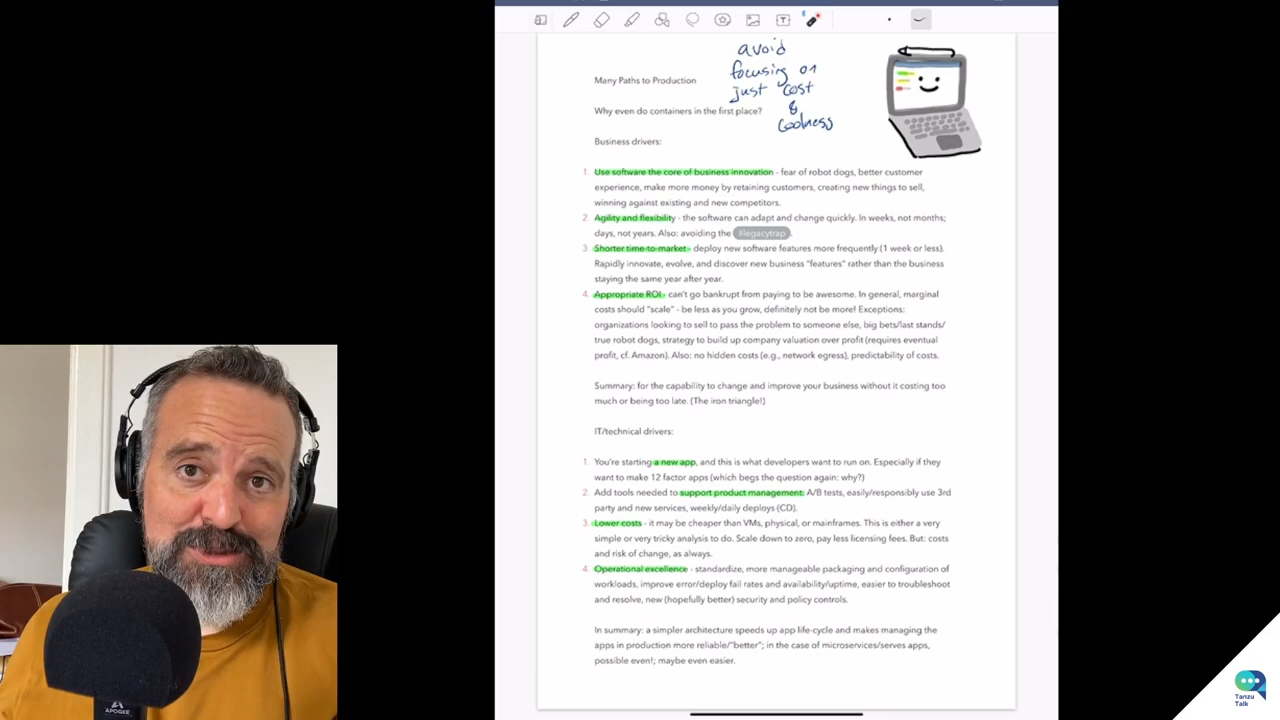 avoid
focusing on
just cost
&
coolness
Many Paths to Production
Why even do containers in the first place?
Business drivers:
1. Use software the core of business innovation - fear of robot dogs, better customer
experience, make more money by retaining customers, creating new things to sell,
winning against existing and new competitors.
2. Agility and flexibility - the software can adapt and change quickly. In weeks, not months;
days, not years. Also: avoiding the #legacytrap.
3. Shorter time to market - deploy new software features more frequently (1 week or less).
Rapidly innovate, evolve, and discover new business “features” rather than the business
staying the same year after year.
4. Appropriate ROI - can't go bankrupt from paying to be awesome. In general, marginal
costs should “scale” - be less as you grow, definitely not be more! Exceptions:
organizations looking to sell to pass the problem to someone else, big bets/last stands/
true robot dogs, strategy to build up company valuation over profit (requires eventual
profit, cf. Amazon). Also: no hidden costs (e.g., network egress), predictability of costs.
Summary: for the capability to change and improve your business without it costing too
much or being too late. (The iron triangle!)
IT/technical drivers:
1. You're starting a new app, and this is what developers want to run on. Especially if they
want to make 12 factor apps (which begs the question again: why?)
2. Add tools needed to support product management: A/B tests, easily/responsibly use 3rd
party and new services, weekly/daily deploys (CD).
3. Lower costs - it may be cheaper than VMs, physical, or mainframes. This is either a very
simple or very tricky analysis to do. Scale down to zero, pay less licensing fees. But: costs
and risk of change, as always.
4. Operational excellence - standardize, more manageable packaging and configuration of
workloads, improve error/deploy fail rates and availability/uptime, easier to troubleshoot
and resolve, new (hopefully better) security and policy controls.
In summary: a simpler architecture speeds up app life-cycle and makes managing the
apps in production more reliable/“better”; in the case of microservices/serves apps,
possible even!; maybe even easier.
APOGEE
Tanzu
Talk